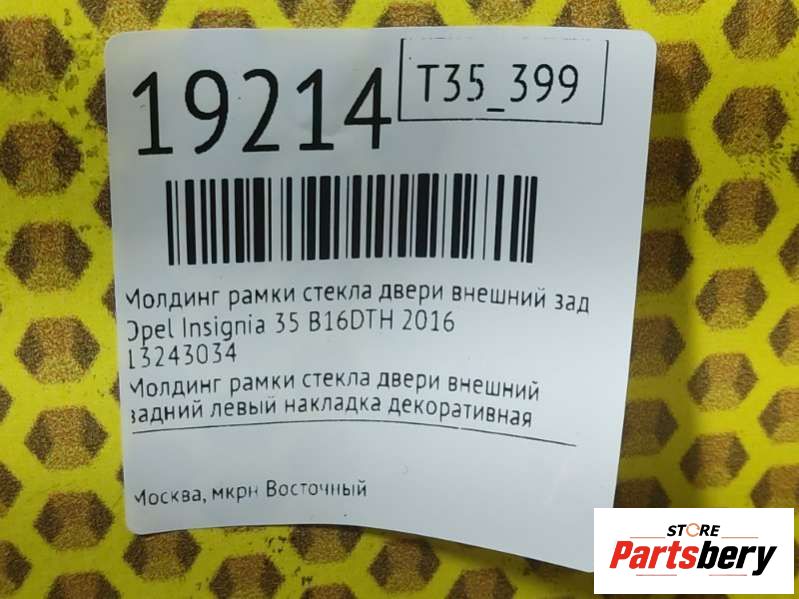 19214
T35_399
Молдинг рамки стекла двери внешний зад
Opel Insignia 35 B16DTH 2016
13243034
Молдинг рамки стекла двери внешний
задний левый накладка декоративная
Москва, мкрн Восточный
STORE
Partsbery